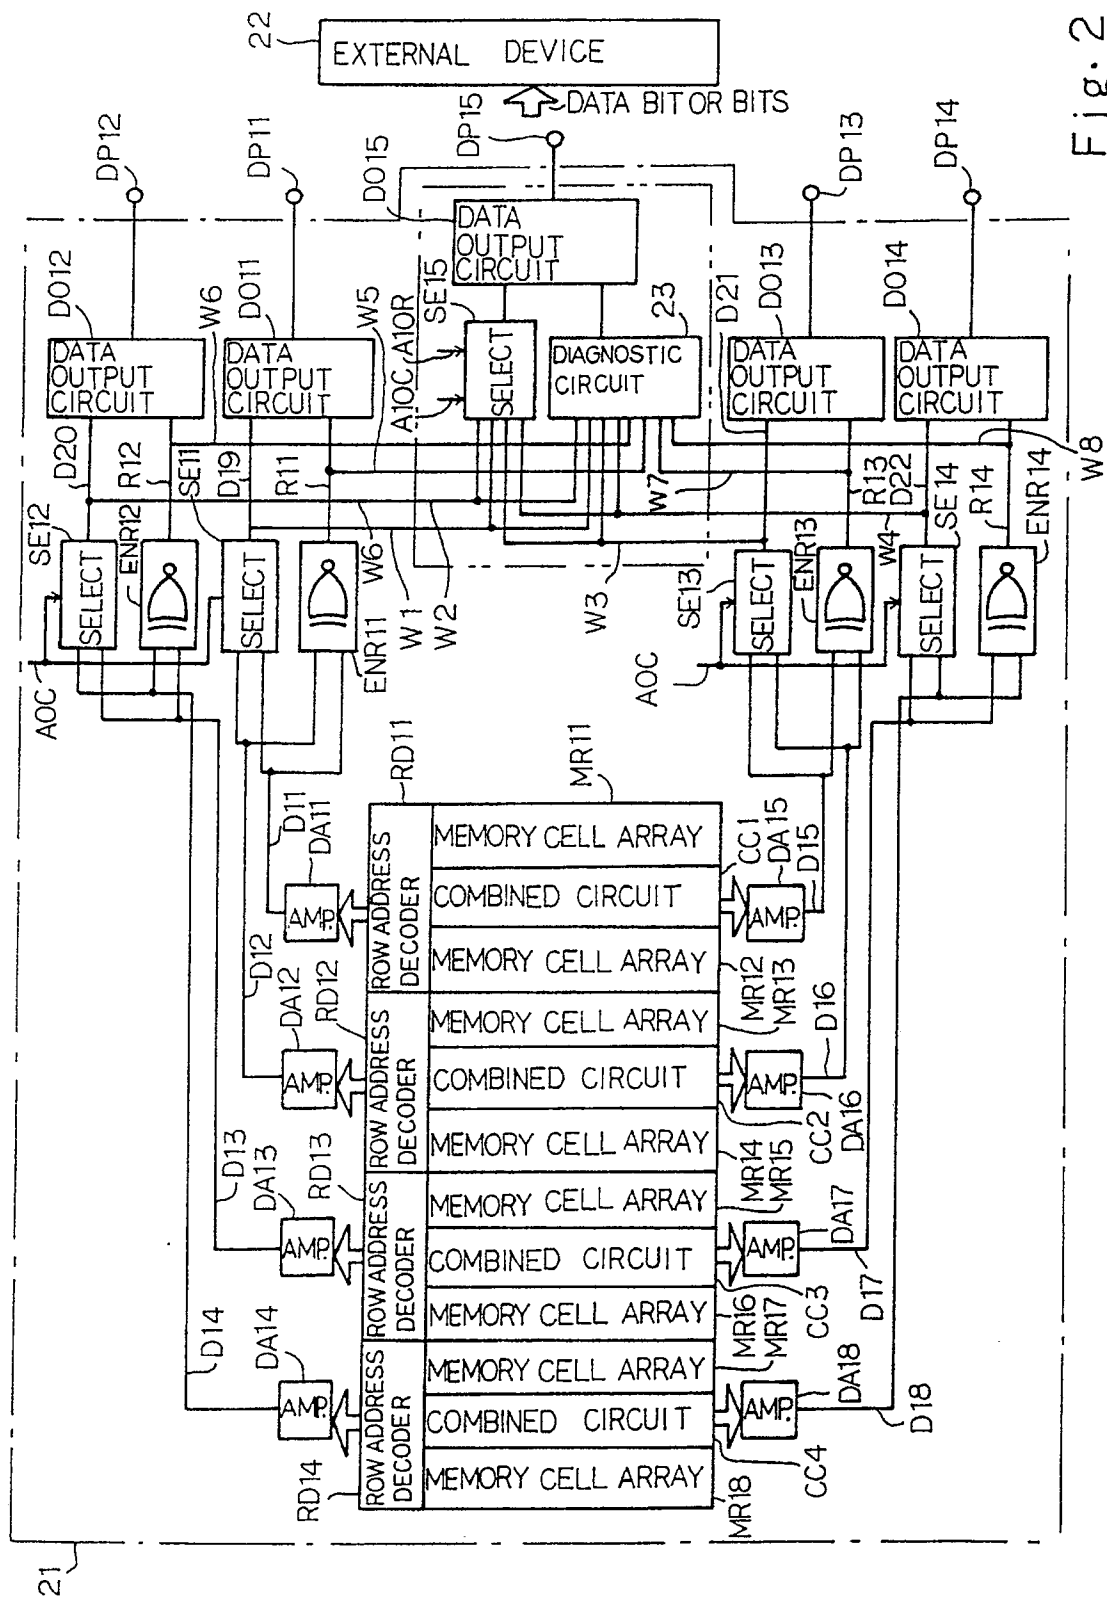 22
EXTERNAL DEVICE
DATA BIT OR BITS
Fig. 2
DP12
DP11
DP15
DP13
DP14
DO12
DATA
OUTPUT
CIRCUIT
W6
DO11
DATA
OUTPUT
CIRCUIT
W5
DO15
DATA
OUTPUT
CIRCUIT
SE15
A10C
A10R
SELECT
23
DIAGNOSTIC
CIRCUIT
D21
DO13
DATA
OUTPUT
CIRCUIT
DO14
DATA
OUTPUT
CIRCUIT
D20
R12
SE11
D19
R11
W7
R13
D22
SE14
R14
W8
ENR14
SE12
SELECT
ENR12
SELECT
W6
ENR11
W1
W2
W3
SE13
SELECT
ENR13
W4
SELECT
AOC
AOC
D11
DA11
AMP.
RD11
ROW ADDRESS
DECODER
MR11
MEMORY CELL ARRAY
COMBINED CIRCUIT
MEMORY CELL ARRAY
CC1
DA15
AMP.
D15
MR12
MR13
D12
DA12
AMP.
RD12
ROW ADDRESS
DECODER
MEMORY CELL ARRAY
COMBINED CIRCUIT
MEMORY CELL ARRAY
D16
AMP.
DA16
CC2
MR14
MR15
D13
DA13
AMP.
RD13
ROW ADDRESS
DECODER
MEMORY CELL ARRAY
COMBINED CIRCUIT
MEMORY CELL ARRAY
AMP.
DA17
D17
CC3
MR16
MR17
D14
DA14
AMP.
RD14
ROW ADDRESS
DECODER
MEMORY CELL ARRAY
COMBINED CIRCUIT
MEMORY CELL ARRAY
AMP.
DA18
D18
CC4
MR18
21